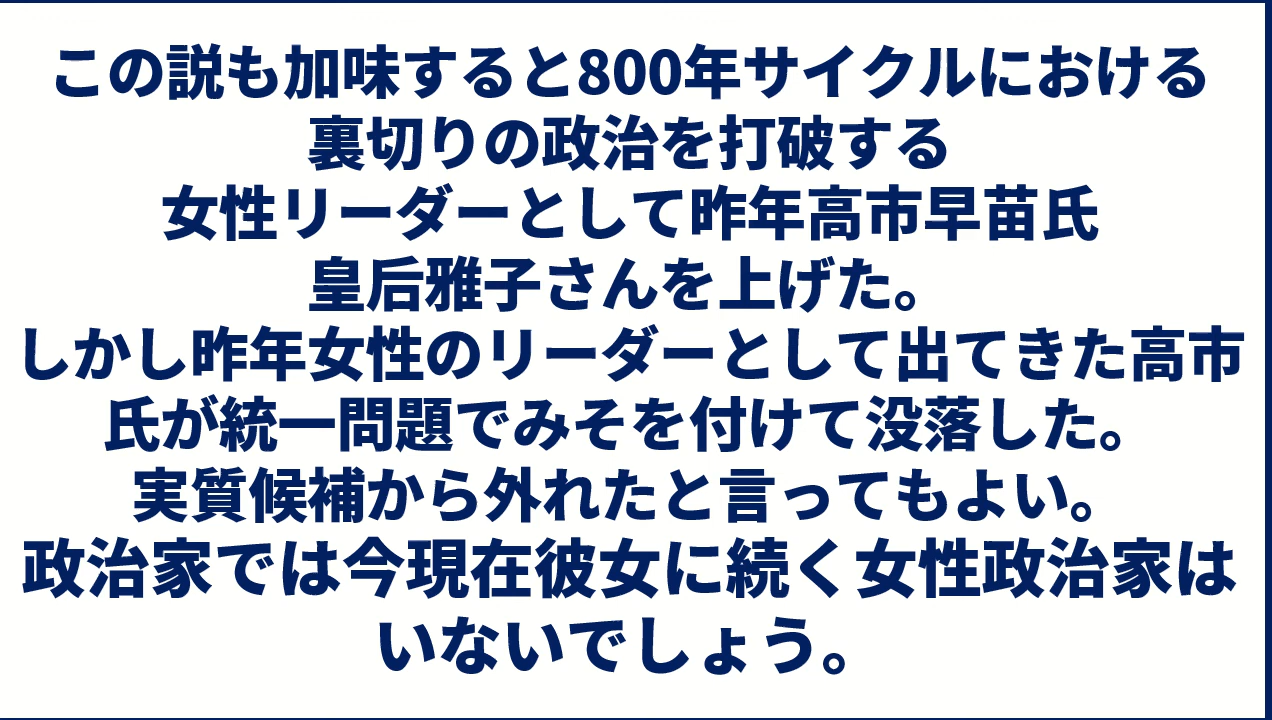 この説も加味すると800年サイクルにおける
裏切りの政治を打破する
女性リーダーとして昨年高市早苗氏
皇后雅子さんを上げた。
しかし昨年女性のリーダーとして出てきた高市
氏が統一問題でみそを付けて没落した。
実質候補から外れたと言ってもよい。
政治家では今現在彼女に続く女性政治家は
いないでしょう。